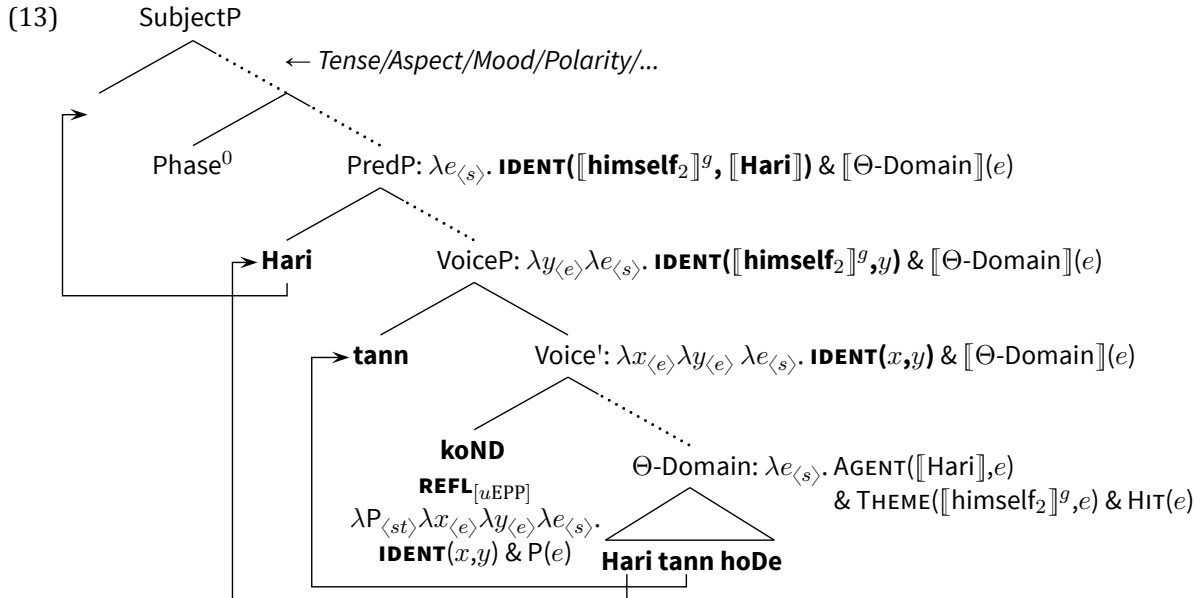 (13) SubjectP
← Tense/Aspect/Mood/Polarity/...
Phase⁰ PredP: λe⟨s⟩. IDENT(⟦himself₂⟧ᵍ, ⟦Hari⟧) & ⟦Θ-Domain⟧(e)
Hari VoiceP: λy⟨e⟩λe⟨s⟩. IDENT(⟦himself₂⟧ᵍ,y) & ⟦Θ-Domain⟧(e)
tann Voice': λx⟨e⟩λy⟨e⟩ λe⟨s⟩. IDENT(x,y) & ⟦Θ-Domain⟧(e)
koND
Θ-Domain: λe⟨s⟩. AGENT(⟦Hari⟧,e)
REFL[uEPP]
& THEME(⟦himself₂⟧ᵍ,e) & HIT(e)
λP⟨st⟩λx⟨e⟩λy⟨e⟩λe⟨s⟩.
IDENT(x,y) & P(e)
Hari tann hoDe